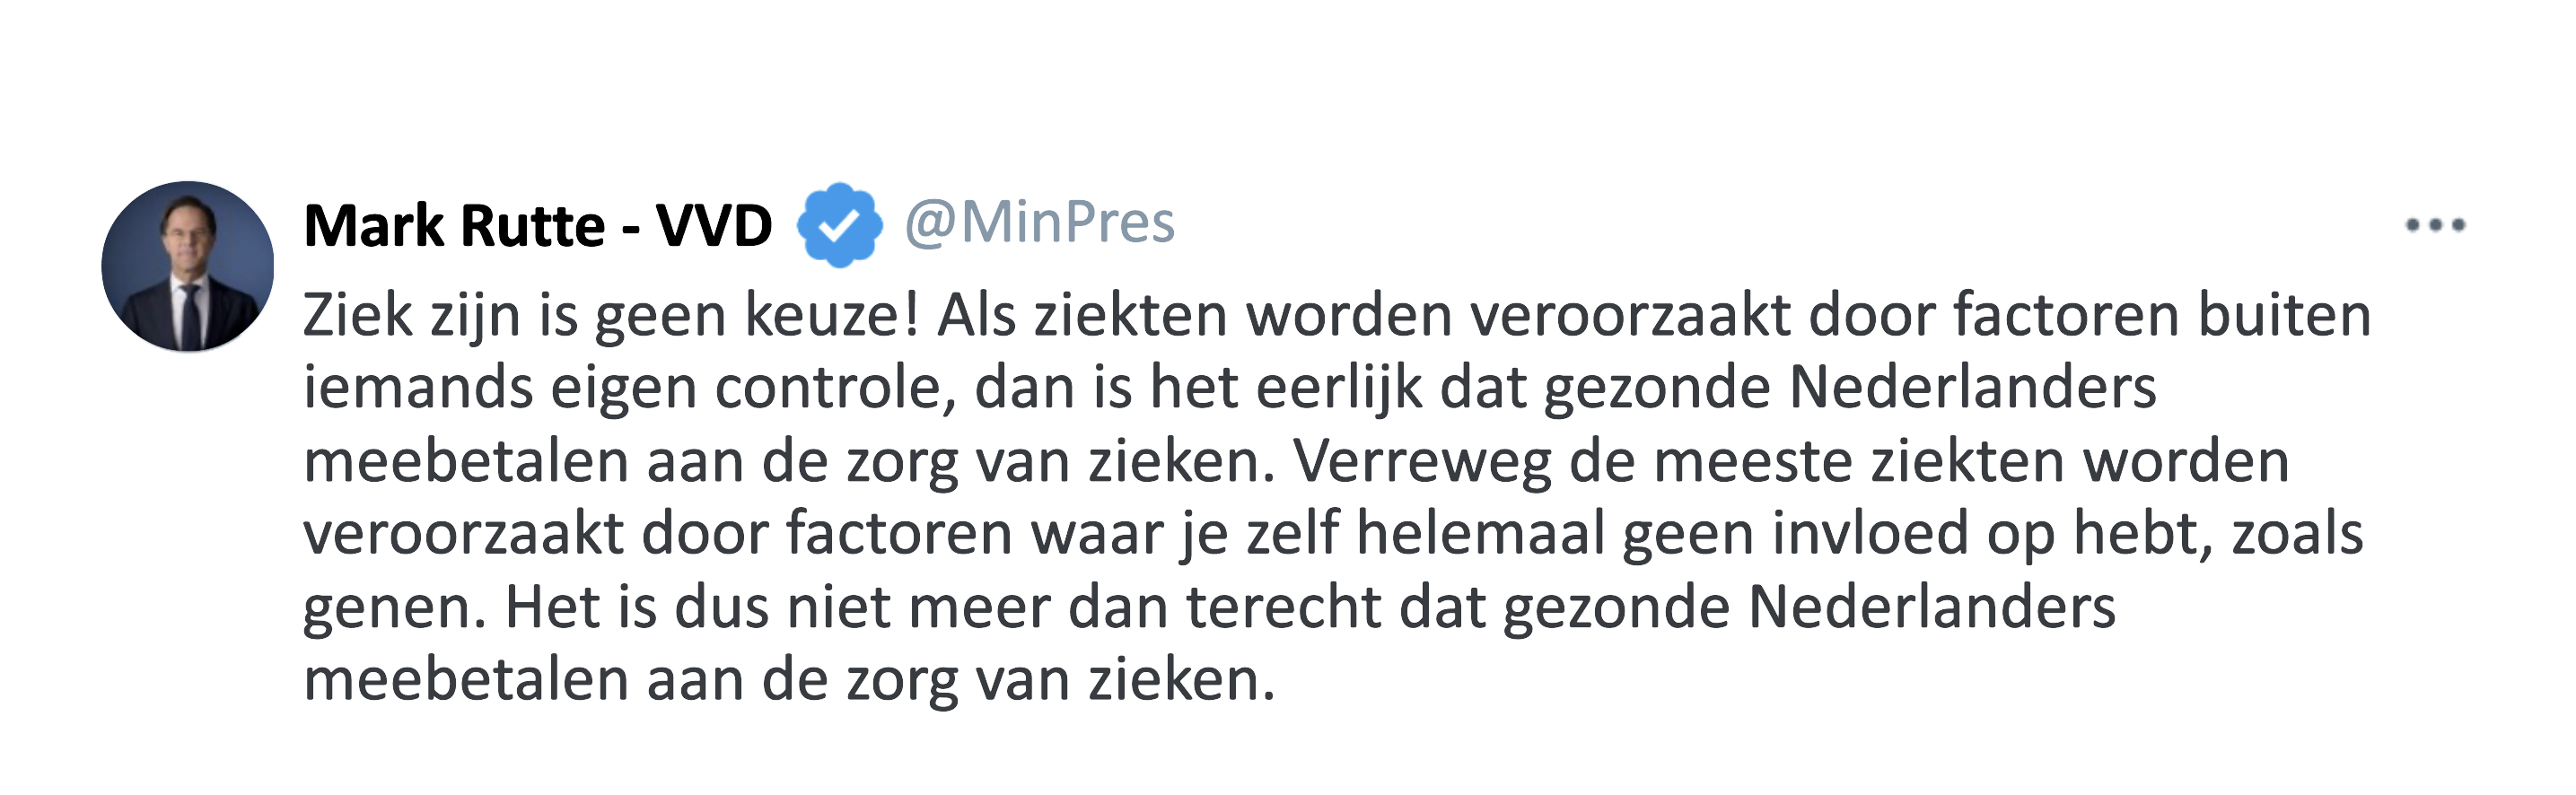 Mark Rutte - VVD @MinPres
Ziek zijn is geen keuze! Als ziekten worden veroorzaakt door factoren buiten
iemands eigen controle, dan is het eerlijk dat gezonde Nederlanders
meebetalen aan de zorg van zieken. Verreweg de meeste ziekten worden
veroorzaakt door factoren waar je zelf helemaal geen invloed op hebt, zoals
genen. Het is dus niet meer dan terecht dat gezonde Nederlanders
meebetalen aan de zorg van zieken.